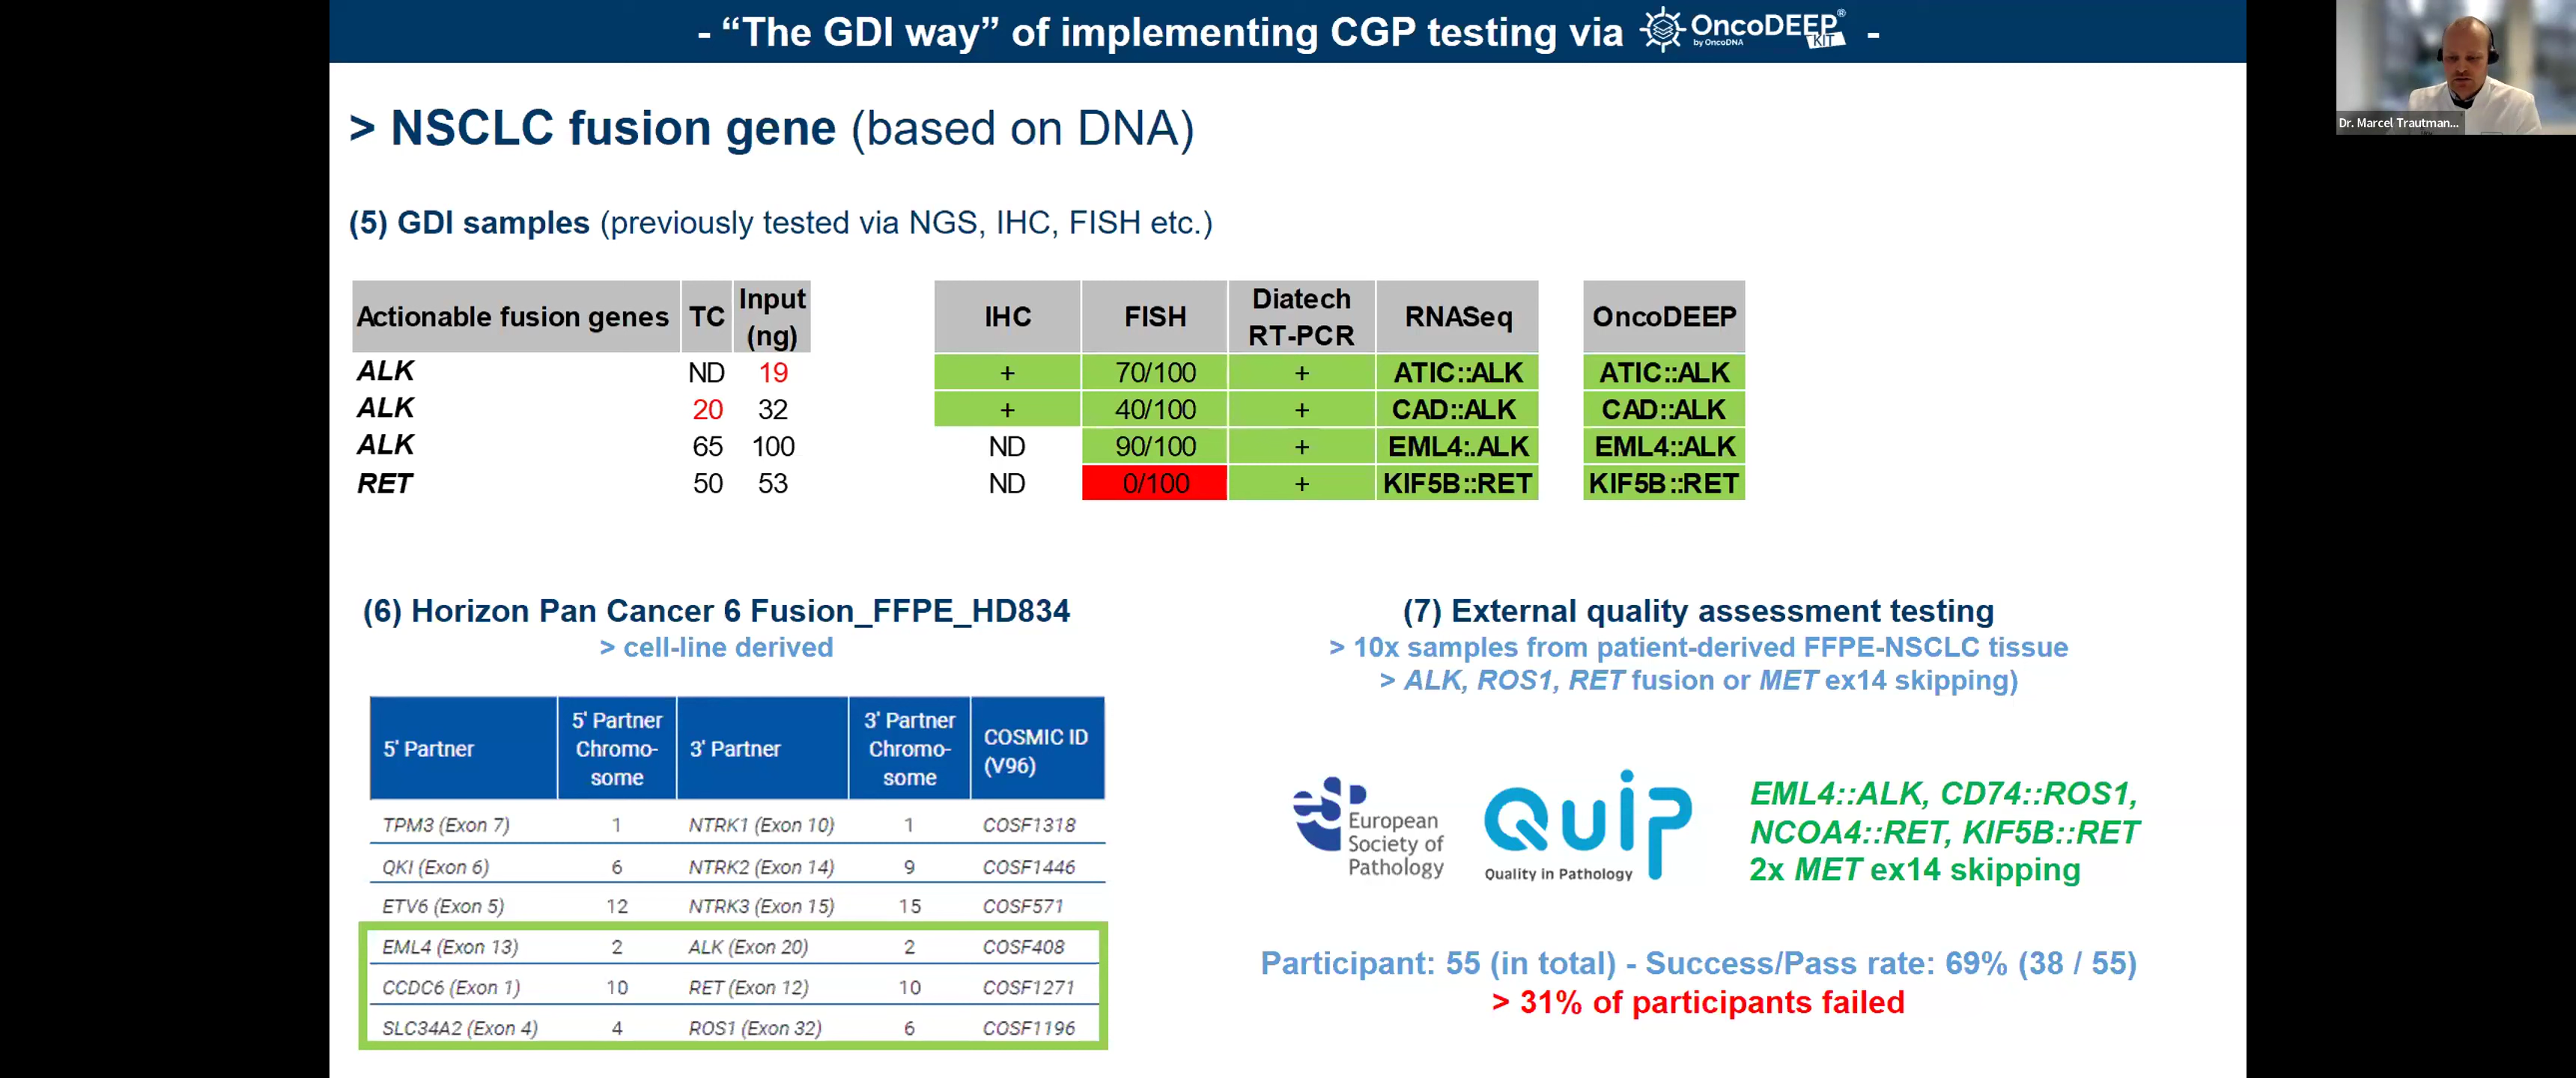 - “The GDI way” of implementing CGP testing via OncoDEEP® KIT by OncoDNA -
Dr. Marcel Trautman...
> NSCLC fusion gene (based on DNA)
(5) GDI samples (previously tested via NGS, IHC, FISH etc.)
Actionable fusion genes TC Input (ng) IHC FISH Diatech RT-PCR RNASeq OncoDEEP
ALK ND 19 + 70/100 + ATIC::ALK ATIC::ALK
ALK 20 32 + 40/100 + CAD::ALK CAD::ALK
ALK 65 100 ND 90/100 + EML4::ALK EML4::ALK
RET 50 53 ND 0/100 + KIF5B::RET KIF5B::RET
(6) Horizon Pan Cancer 6 Fusion_FFPE_HD834
> cell-line derived
5' Partner 5' Partner Chromo-some 3' Partner 3' Partner Chromo-some COSMIC ID (V96)
TPM3 (Exon 7) 1 NTRK1 (Exon 10) 1 COSF1318
QKI (Exon 6) 6 NTRK2 (Exon 14) 9 COSF1446
ETV6 (Exon 5) 12 NTRK3 (Exon 15) 15 COSF571
EML4 (Exon 13) 2 ALK (Exon 20) 2 COSF408
CCDC6 (Exon 1) 10 RET (Exon 12) 10 COSF1271
SLC34A2 (Exon 4) 4 ROS1 (Exon 32) 6 COSF1196
(7) External quality assessment testing
> 10x samples from patient-derived FFPE-NSCLC tissue
> ALK, ROS1, RET fusion or MET ex14 skipping)
eSP
European
Society of
Pathology
QuiP
Quality in Pathology
EML4::ALK, CD74::ROS1,
NCOA4::RET, KIF5B::RET
2x MET ex14 skipping
Participant: 55 (in total) - Success/Pass rate: 69% (38 / 55)
> 31% of participants failed